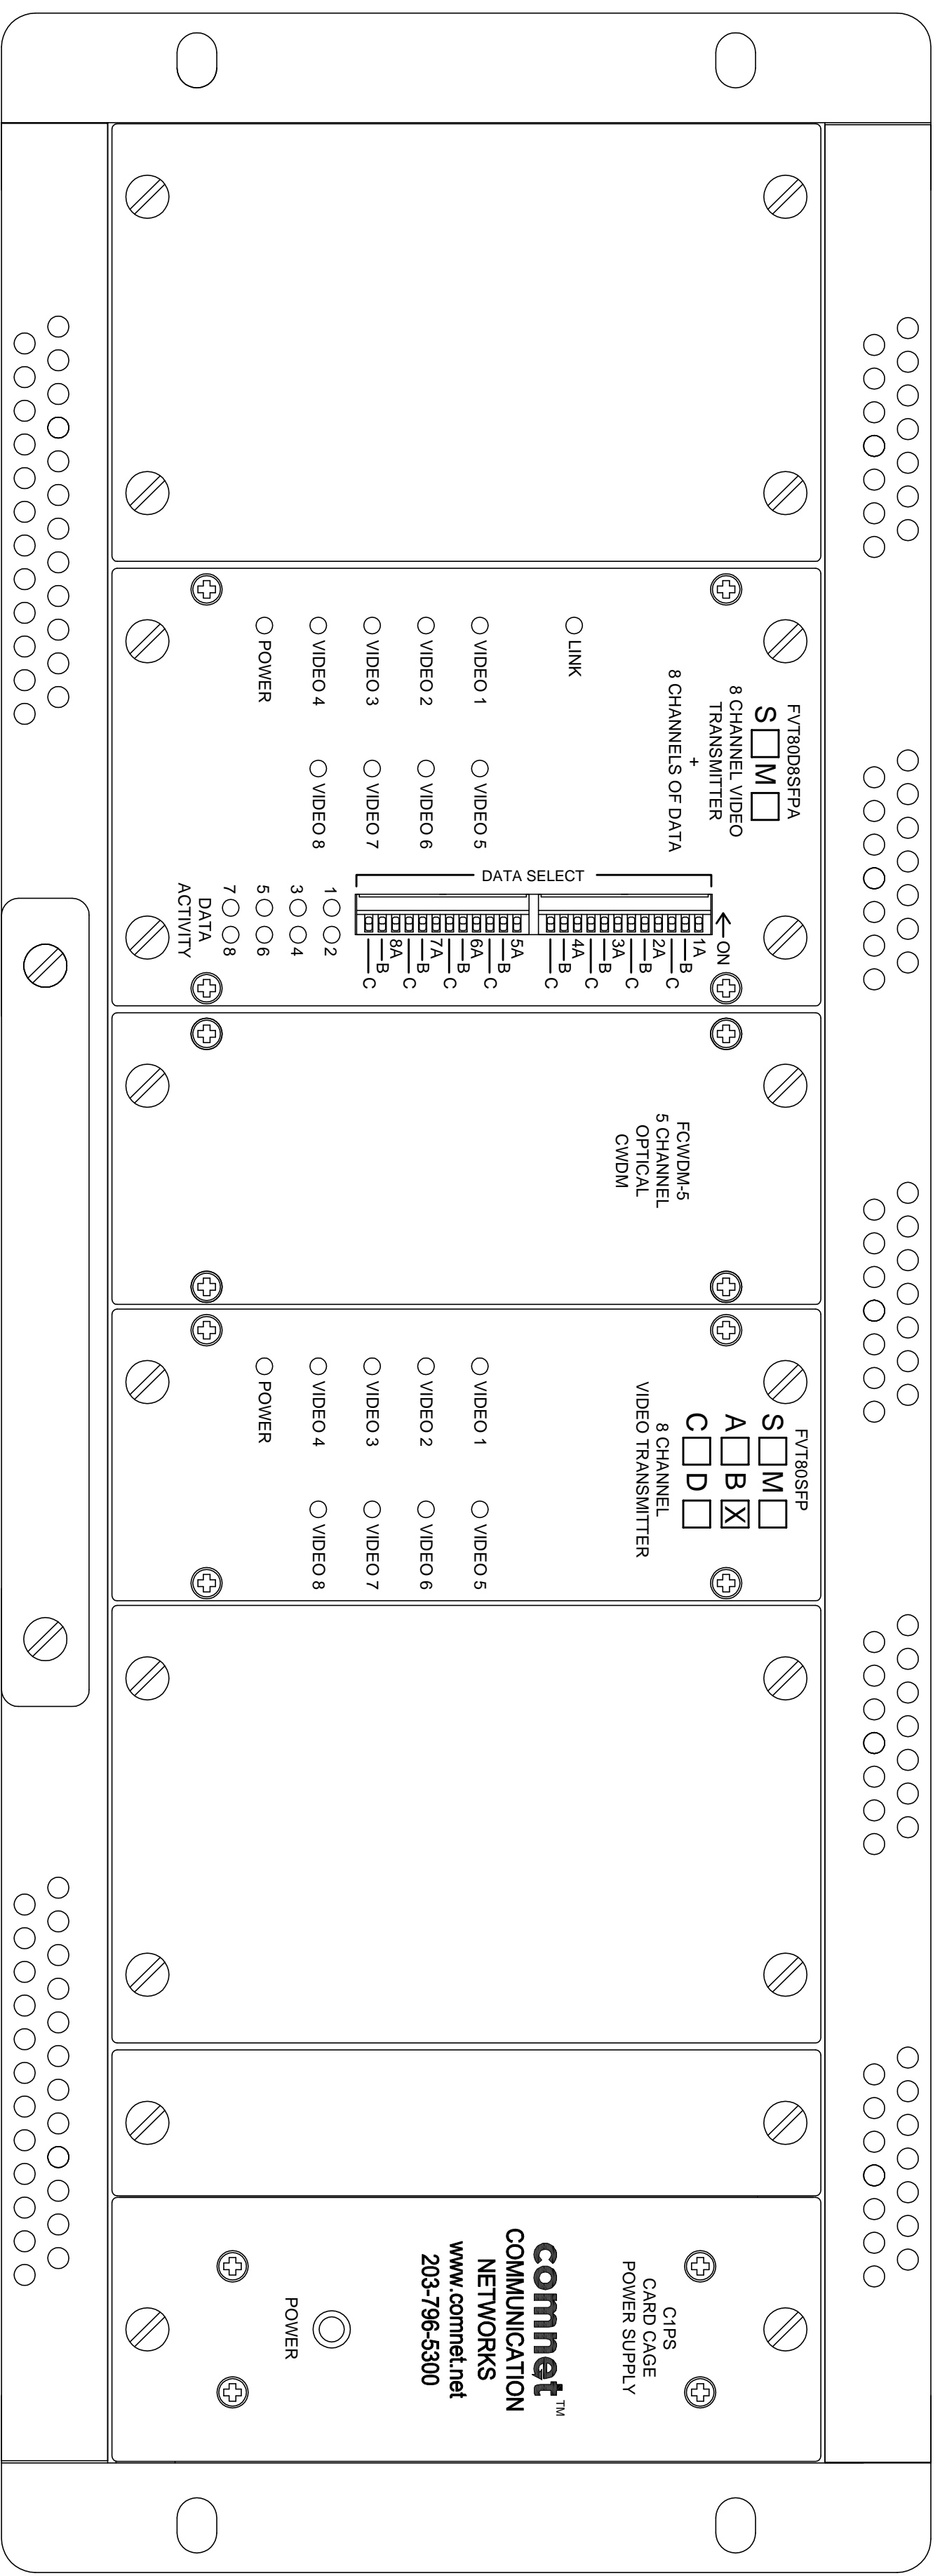 FVT80D8SFPA
S M
8 CHANNEL VIDEO
TRANSMITTER
+
8 CHANNELS OF DATA
LINK
VIDEO 1
VIDEO 5
VIDEO 2
VIDEO 6
VIDEO 3
VIDEO 7
VIDEO 4
VIDEO 8
POWER
ON
DATA SELECT
1A
B
C
2A
B
C
3A
B
C
4A
B
C
5A
B
C
6A
B
C
7A
B
C
8A
B
C
1 2
3 4
5 6
7 8
DATA
ACTIVITY
FCWDM-5
5 CHANNEL
OPTICAL
CWDM
FVT80SFP
S M
A B X
C D
8 CHANNEL
VIDEO TRANSMITTER
VIDEO 1
VIDEO 5
VIDEO 2
VIDEO 6
VIDEO 3
VIDEO 7
VIDEO 4
VIDEO 8
POWER
C1PS
CARD CAGE
POWER SUPPLY
comnet™
COMMUNICATION
NETWORKS
www.comnet.net
203-796-5300
POWER